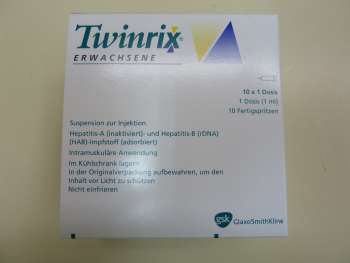 Twinrix®
ERWACHSENE
10 x 1 Dosis
1 Dosis (1 ml)
10 Fertigspritzen
Suspension zur Injektion
Hepatitis-A (inaktiviert)- und Hepatitis-B (rDNA)
(HAB)-Impfstoff (adsorbiert)
Intramuskuläre Anwendung
Im Kühlschrank lagern
In der Originalverpackung aufbewahren, um den
Inhalt vor Licht zu schützen
Nicht einfrieren
gsk GlaxoSmithKline